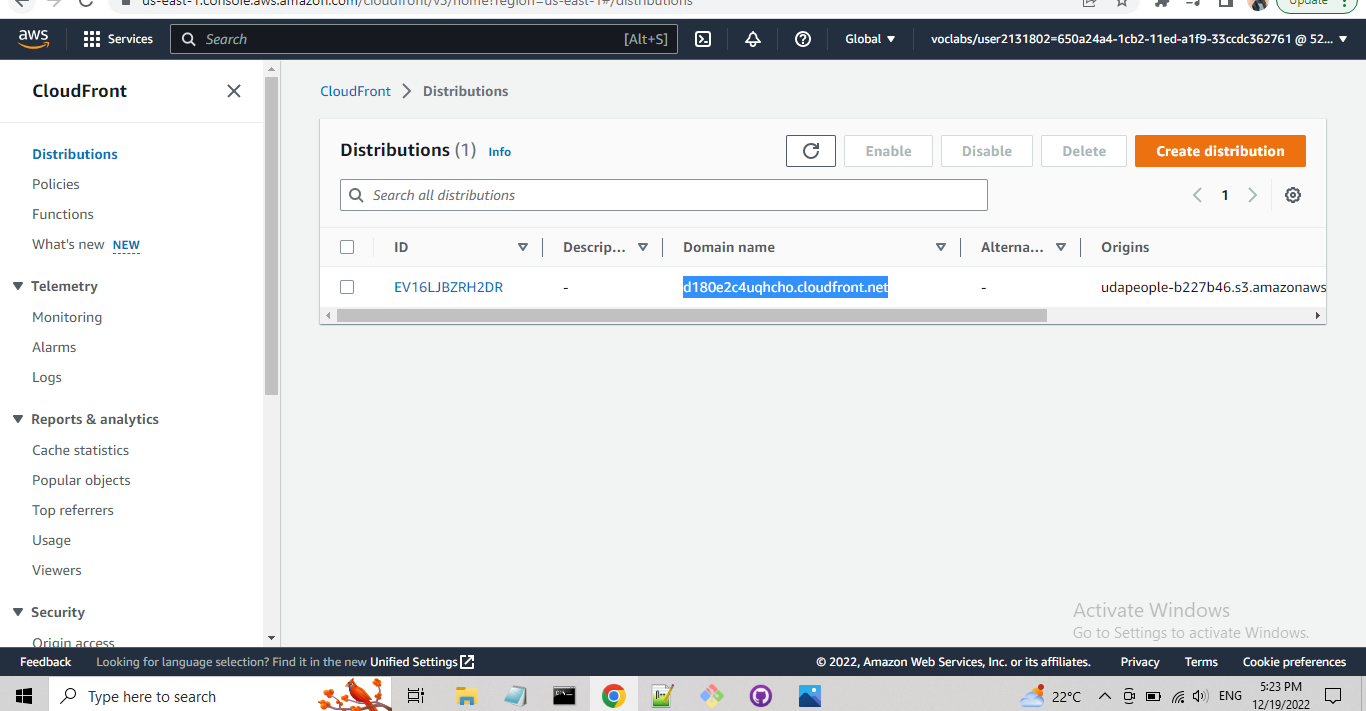 us-east-1.console.aws.amazon.com/cloudfront/v3/home?region=us-east-1#/distributions
Update
aws
Services
Search
[Alt+S]
Global
voclabs/user2131802=650a24a4-1cb2-11ed-a1f9-33ccdc362761 @ 52...
CloudFront
CloudFront
Distributions
Distributions
Policies
Functions
What's new NEW
Telemetry
Monitoring
Alarms
Logs
Reports & analytics
Cache statistics
Popular objects
Top referrers
Usage
Viewers
Security
Origin access
Distributions (1) Info
Enable
Disable
Delete
Create distribution
Search all distributions
1
ID
Descrip...
Domain name
Alterna...
Origins
EV16LJBZRH2DR
-
d180e2c4uqhcho.cloudfront.net
-
udapeople-b227b46.s3.amazonaws
Activate Windows
Go to Settings to activate Windows.
Feedback
Looking for language selection? Find it in the new Unified Settings
© 2022, Amazon Web Services, Inc. or its affiliates.
Privacy
Terms
Cookie preferences
Type here to search
22°C
ENG
5:23 PM
12/19/2022